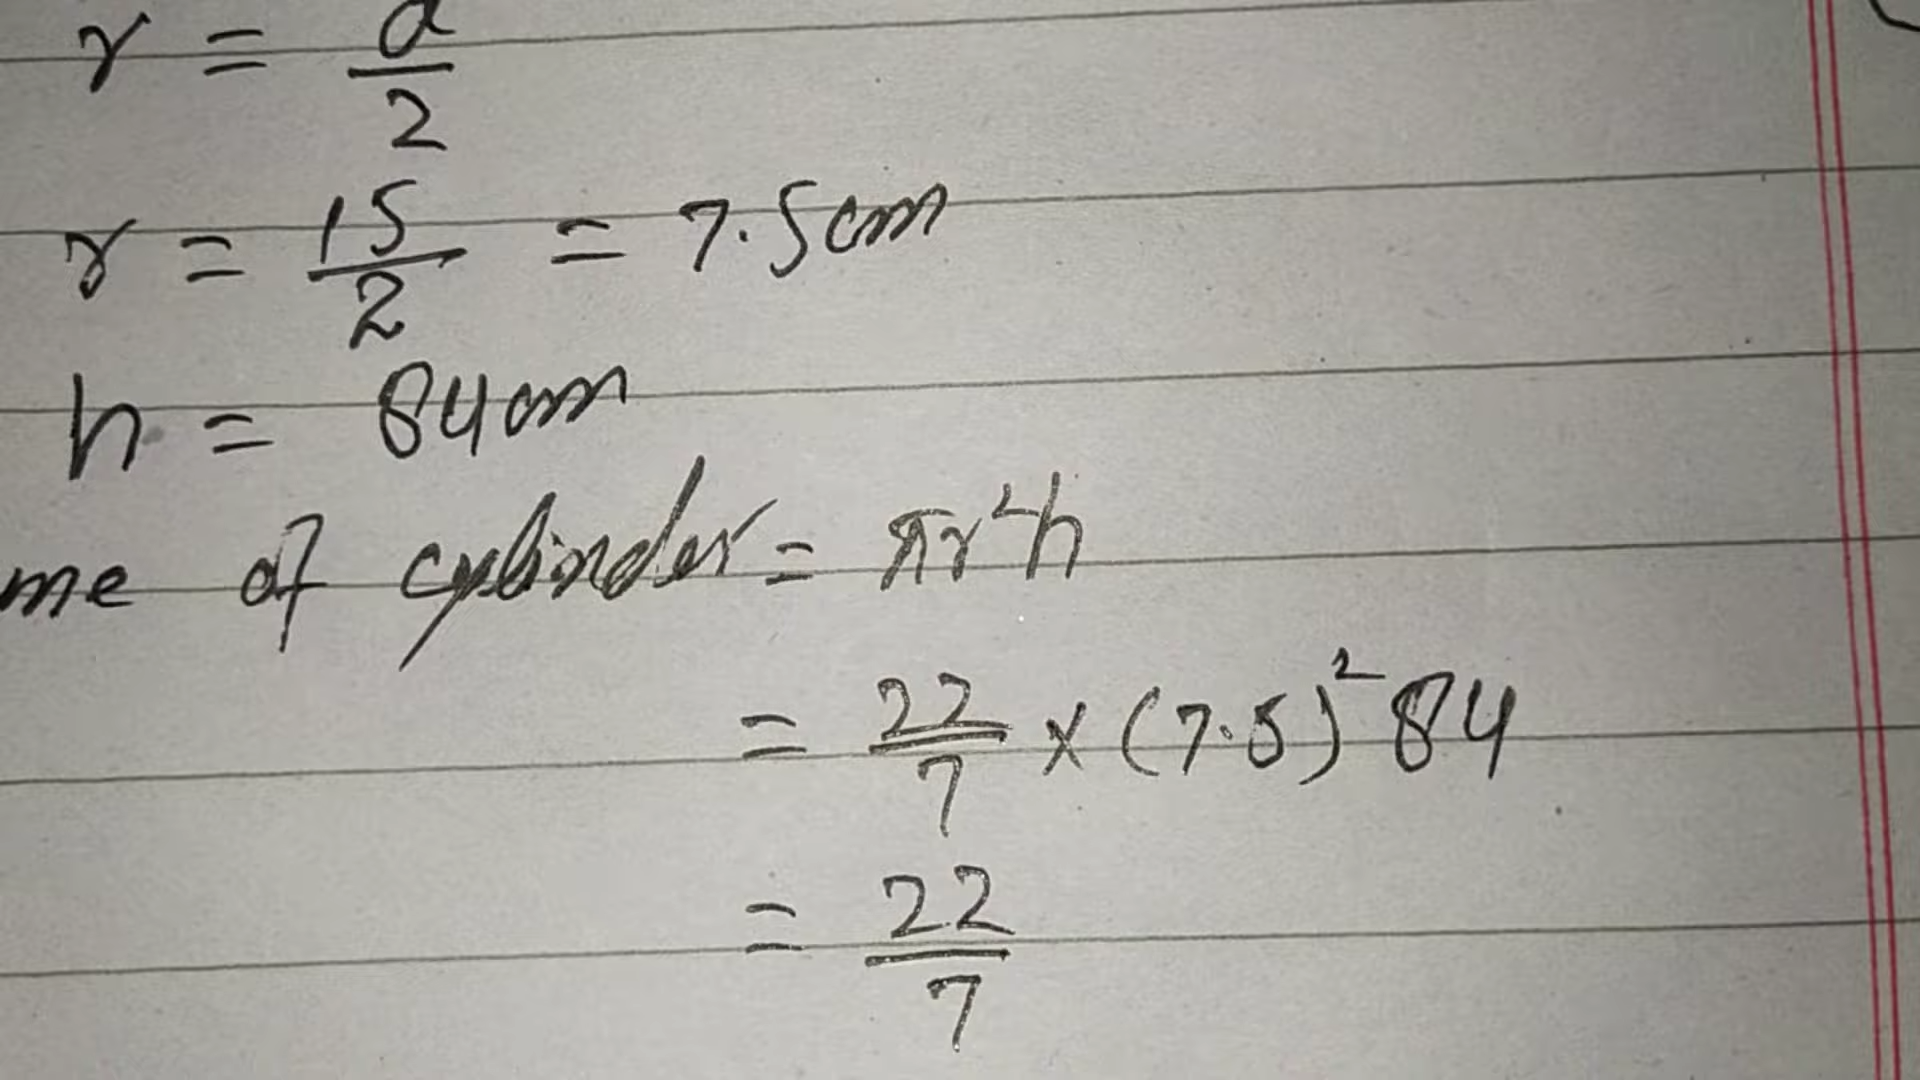 r = d/2
r = 15/2 = 7.5cm
h = 84cm
me of cylinder = πr²h
= 22/7 × (7.5)² 84
= 22/7